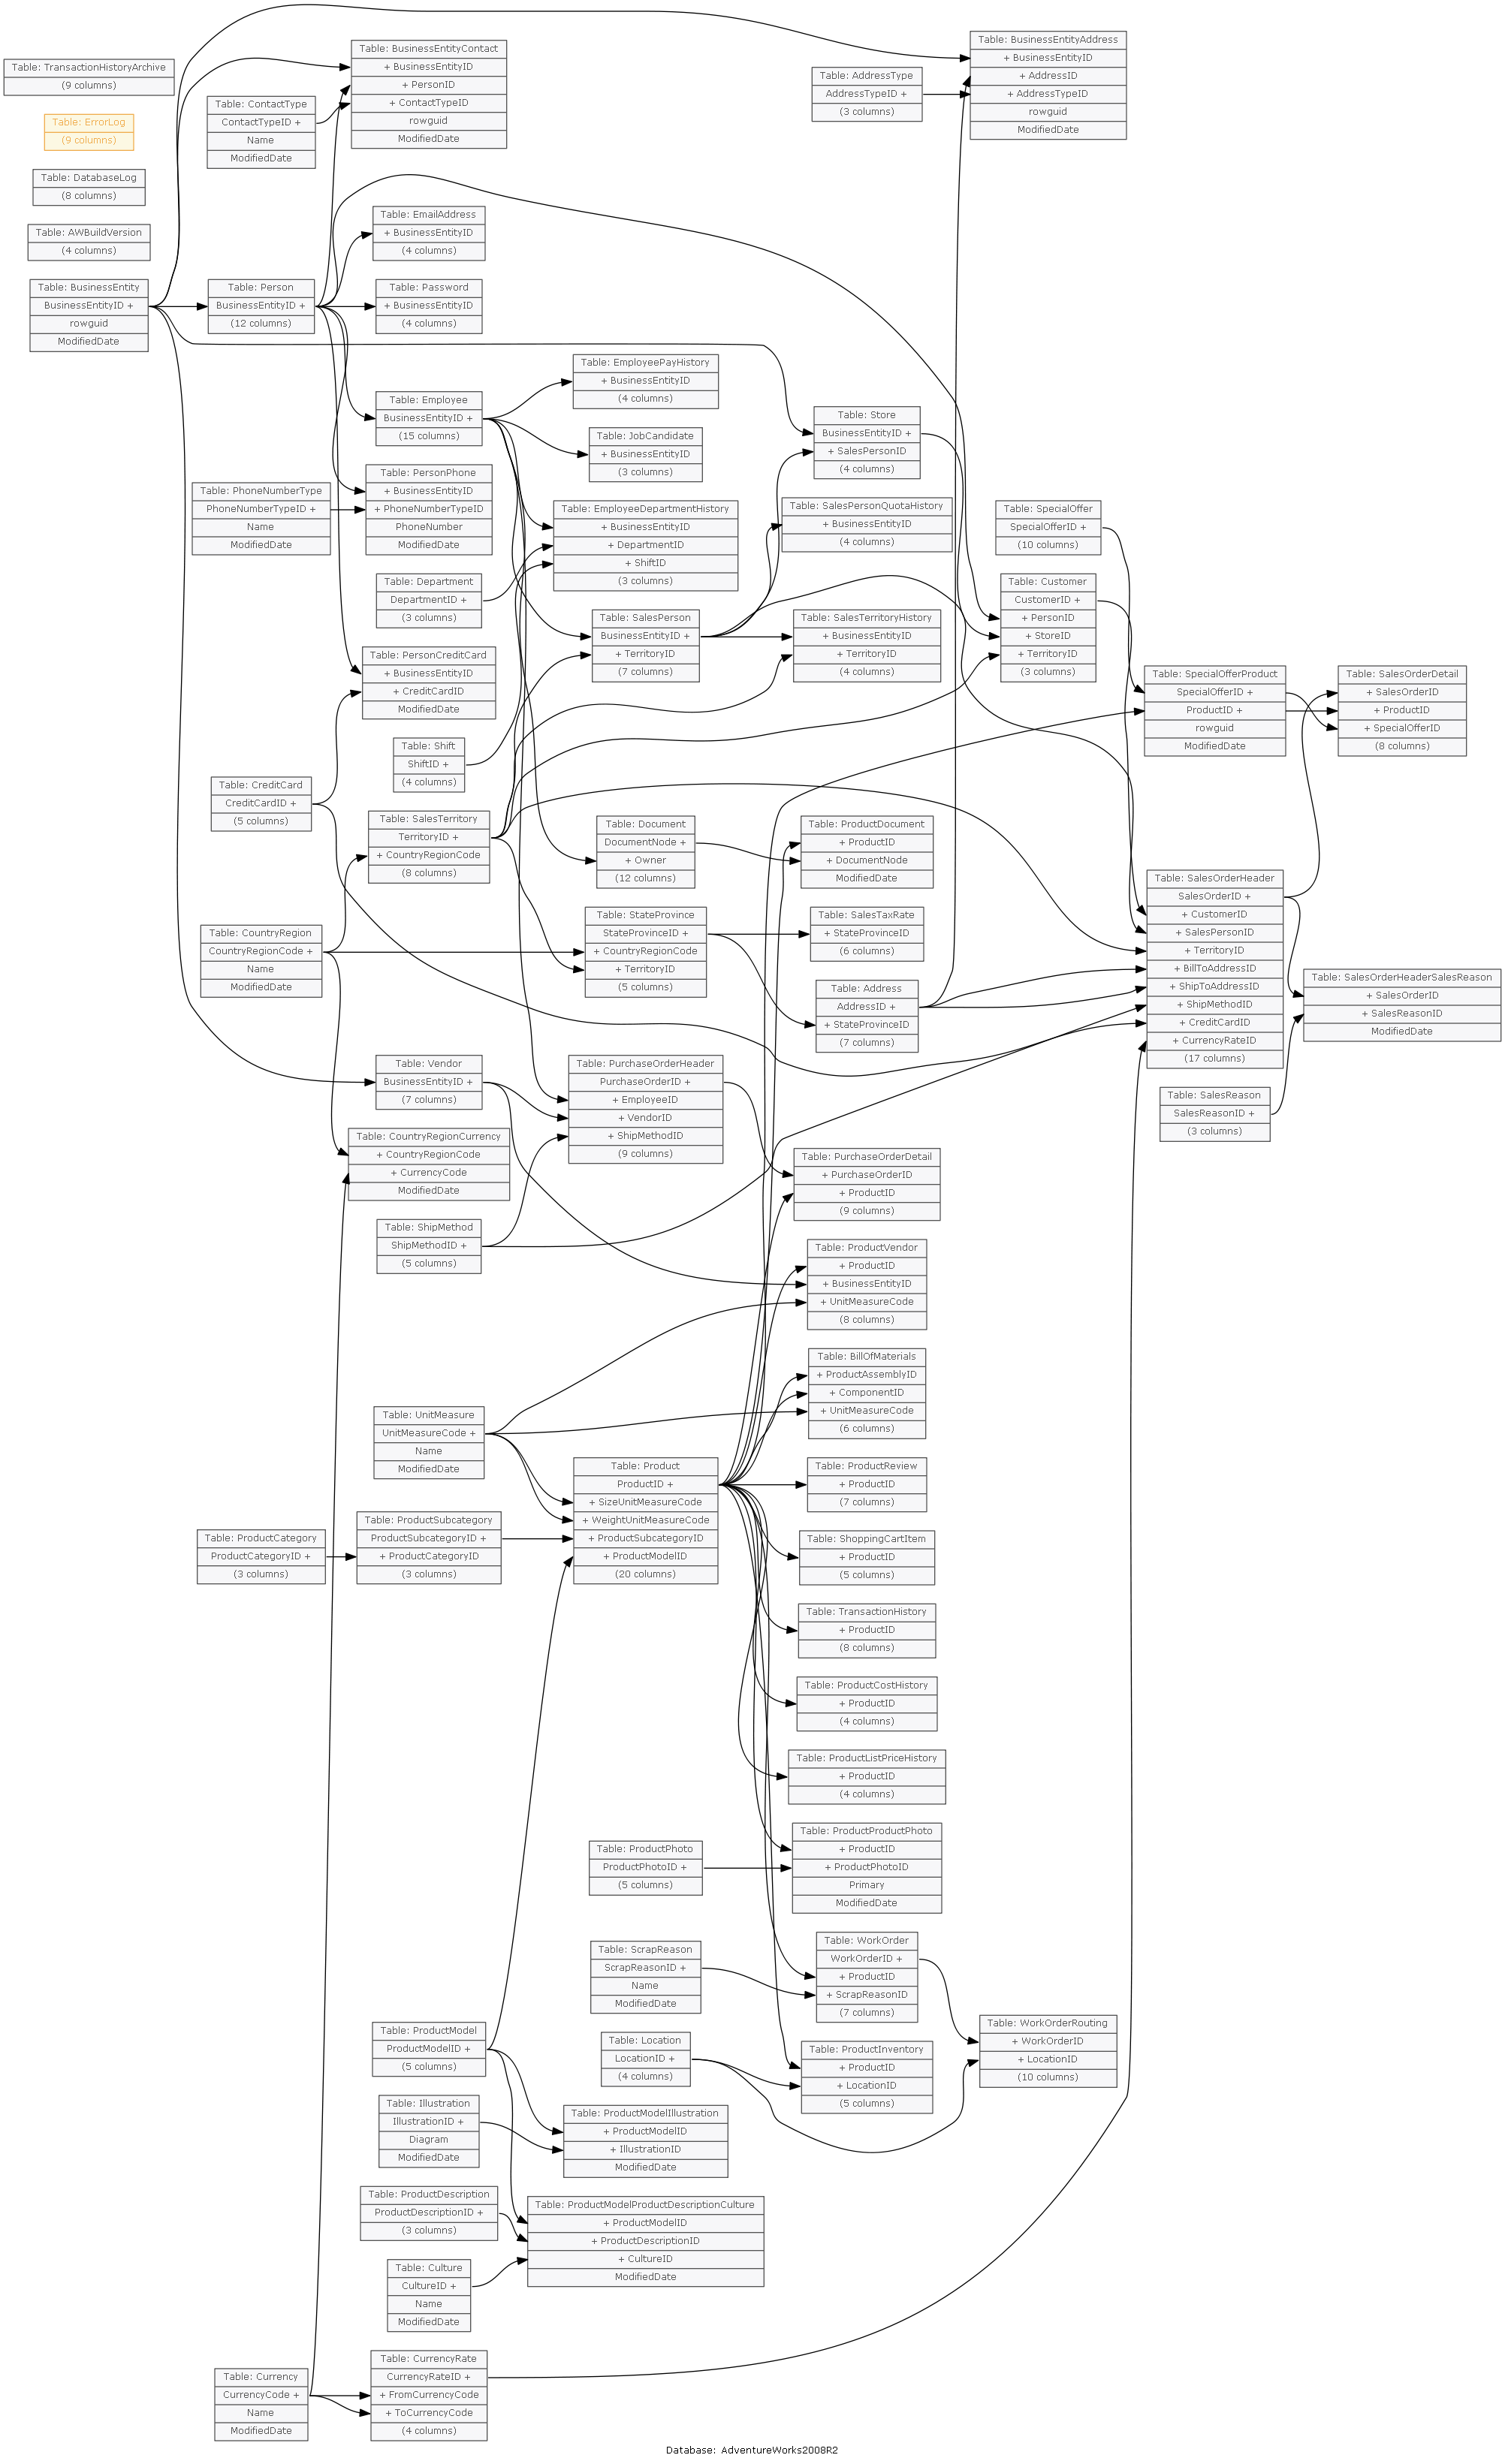 Table: TransactionHistoryArchive
(9 columns)
Table: ErrorLog
(9 columns)
Table: DatabaseLog
(8 columns)
Table: AWBuildVersion
(4 columns)
Table: BusinessEntity
BusinessEntityID +
rowguid
ModifiedDate
Table: ContactType
ContactTypeID +
Name
ModifiedDate
Table: Person
BusinessEntityID +
(12 columns)
Table: PhoneNumberType
PhoneNumberTypeID +
Name
ModifiedDate
Table: CreditCard
CreditCardID +
(5 columns)
Table: CountryRegion
CountryRegionCode +
Name
ModifiedDate
Table: ProductCategory
ProductCategoryID +
(3 columns)
Table: Currency
CurrencyCode +
Name
ModifiedDate
Table: BusinessEntityContact
+ BusinessEntityID
+ PersonID
+ ContactTypeID
rowguid
ModifiedDate
Table: EmailAddress
+ BusinessEntityID
(4 columns)
Table: Password
+ BusinessEntityID
(4 columns)
Table: Employee
BusinessEntityID +
(15 columns)
Table: PersonPhone
+ BusinessEntityID
+ PhoneNumberTypeID
PhoneNumber
ModifiedDate
Table: Department
DepartmentID +
(3 columns)
Table: PersonCreditCard
+ BusinessEntityID
+ CreditCardID
ModifiedDate
Table: Shift
ShiftID +
(4 columns)
Table: SalesTerritory
TerritoryID +
+ CountryRegionCode
(8 columns)
Table: Vendor
BusinessEntityID +
(7 columns)
Table: CountryRegionCurrency
+ CountryRegionCode
+ CurrencyCode
ModifiedDate
Table: ShipMethod
ShipMethodID +
(5 columns)
Table: UnitMeasure
UnitMeasureCode +
Name
ModifiedDate
Table: ProductSubcategory
ProductSubcategoryID +
+ ProductCategoryID
(3 columns)
Table: ProductModel
ProductModelID +
(5 columns)
Table: Illustration
IllustrationID +
Diagram
ModifiedDate
Table: ProductDescription
ProductDescriptionID +
(3 columns)
Table: Culture
CultureID +
Name
ModifiedDate
Table: CurrencyRate
CurrencyRateID +
+ FromCurrencyCode
+ ToCurrencyCode
(4 columns)
Table: EmployeePayHistory
+ BusinessEntityID
(4 columns)
Table: JobCandidate
+ BusinessEntityID
(3 columns)
Table: EmployeeDepartmentHistory
+ BusinessEntityID
+ DepartmentID
+ ShiftID
(3 columns)
Table: SalesPerson
BusinessEntityID +
+ TerritoryID
(7 columns)
Table: Document
DocumentNode +
+ Owner
(12 columns)
Table: StateProvince
StateProvinceID +
+ CountryRegionCode
+ TerritoryID
(5 columns)
Table: PurchaseOrderHeader
PurchaseOrderID +
+ EmployeeID
+ VendorID
+ ShipMethodID
(9 columns)
Table: Product
ProductID +
+ SizeUnitMeasureCode
+ WeightUnitMeasureCode
+ ProductSubcategoryID
+ ProductModelID
(20 columns)
Table: ProductPhoto
ProductPhotoID +
(5 columns)
Table: ScrapReason
ScrapReasonID +
Name
ModifiedDate
Table: Location
LocationID +
(4 columns)
Table: ProductModelIllustration
+ ProductModelID
+ IllustrationID
ModifiedDate
Table: ProductModelProductDescriptionCulture
+ ProductModelID
+ ProductDescriptionID
+ CultureID
ModifiedDate
Table: AddressType
AddressTypeID +
(3 columns)
Table: Store
BusinessEntityID +
+ SalesPersonID
(4 columns)
Table: SalesPersonQuotaHistory
+ BusinessEntityID
(4 columns)
Table: SalesTerritoryHistory
+ BusinessEntityID
+ TerritoryID
(4 columns)
Table: ProductDocument
+ ProductID
+ DocumentNode
ModifiedDate
Table: SalesTaxRate
+ StateProvinceID
(6 columns)
Table: Address
AddressID +
+ StateProvinceID
(7 columns)
Table: PurchaseOrderDetail
+ PurchaseOrderID
+ ProductID
(9 columns)
Table: ProductVendor
+ ProductID
+ BusinessEntityID
+ UnitMeasureCode
(8 columns)
Table: BillOfMaterials
+ ProductAssemblyID
+ ComponentID
+ UnitMeasureCode
(6 columns)
Table: ProductReview
+ ProductID
(7 columns)
Table: ShoppingCartItem
+ ProductID
(5 columns)
Table: TransactionHistory
+ ProductID
(8 columns)
Table: ProductCostHistory
+ ProductID
(4 columns)
Table: ProductListPriceHistory
+ ProductID
(4 columns)
Table: ProductProductPhoto
+ ProductID
+ ProductPhotoID
Primary
ModifiedDate
Table: WorkOrder
WorkOrderID +
+ ProductID
+ ScrapReasonID
(7 columns)
Table: ProductInventory
+ ProductID
+ LocationID
(5 columns)
Table: BusinessEntityAddress
+ BusinessEntityID
+ AddressID
+ AddressTypeID
rowguid
ModifiedDate
Table: SpecialOffer
SpecialOfferID +
(10 columns)
Table: Customer
CustomerID +
+ PersonID
+ StoreID
+ TerritoryID
(3 columns)
Table: WorkOrderRouting
+ WorkOrderID
+ LocationID
(10 columns)
Table: SpecialOfferProduct
SpecialOfferID +
ProductID +
rowguid
ModifiedDate
Table: SalesOrderHeader
SalesOrderID +
+ CustomerID
+ SalesPersonID
+ TerritoryID
+ BillToAddressID
+ ShipToAddressID
+ ShipMethodID
+ CreditCardID
+ CurrencyRateID
(17 columns)
Table: SalesReason
SalesReasonID +
(3 columns)
Table: SalesOrderDetail
+ SalesOrderID
+ ProductID
+ SpecialOfferID
(8 columns)
Table: SalesOrderHeaderSalesReason
+ SalesOrderID
+ SalesReasonID
ModifiedDate
Database: AdventureWorks2008R2